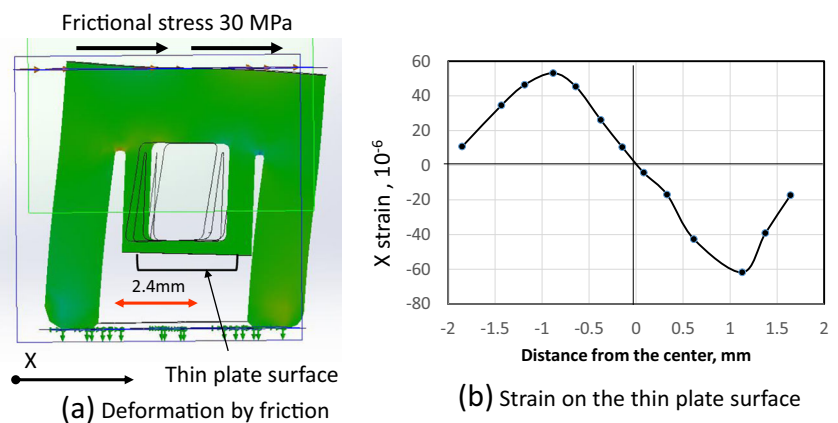 Frictional stress 30 MPa
2.4mm
X
Thin plate surface
(a) Deformation by friction
X strain , 10-6
60
40
20
0
-20
-40
-60
-80
-2
-1.5
-1
-0.5
0
0.5
1
1.5
2
Distance from the center, mm
(b) Strain on the thin plate surface